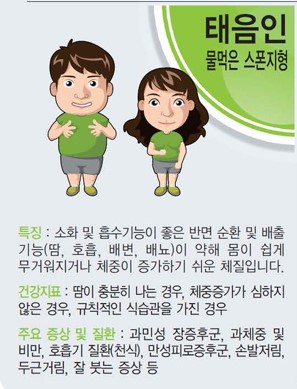 태음인
물먹은 스폰지형
특징 : 소화 및 흡수기능이 좋은 반면 순환 및 배출
기능(땀, 호흡, 배변, 배뇨)이 약해 몸이 쉽게
무거워지거나 체중이 증가하기 쉬운 체질입니다.
건강지표 : 땀이 충분히 나는 경우, 체중증가가 심하지
않은 경우, 규칙적인 식습관을 가진 경우
주요 증상 및 질환 : 과민성 장증후군, 과체중 및
비만, 호흡기 질환(천식), 만성피로증후군, 손발저림,
두근거림, 잘 붓는 증상 등